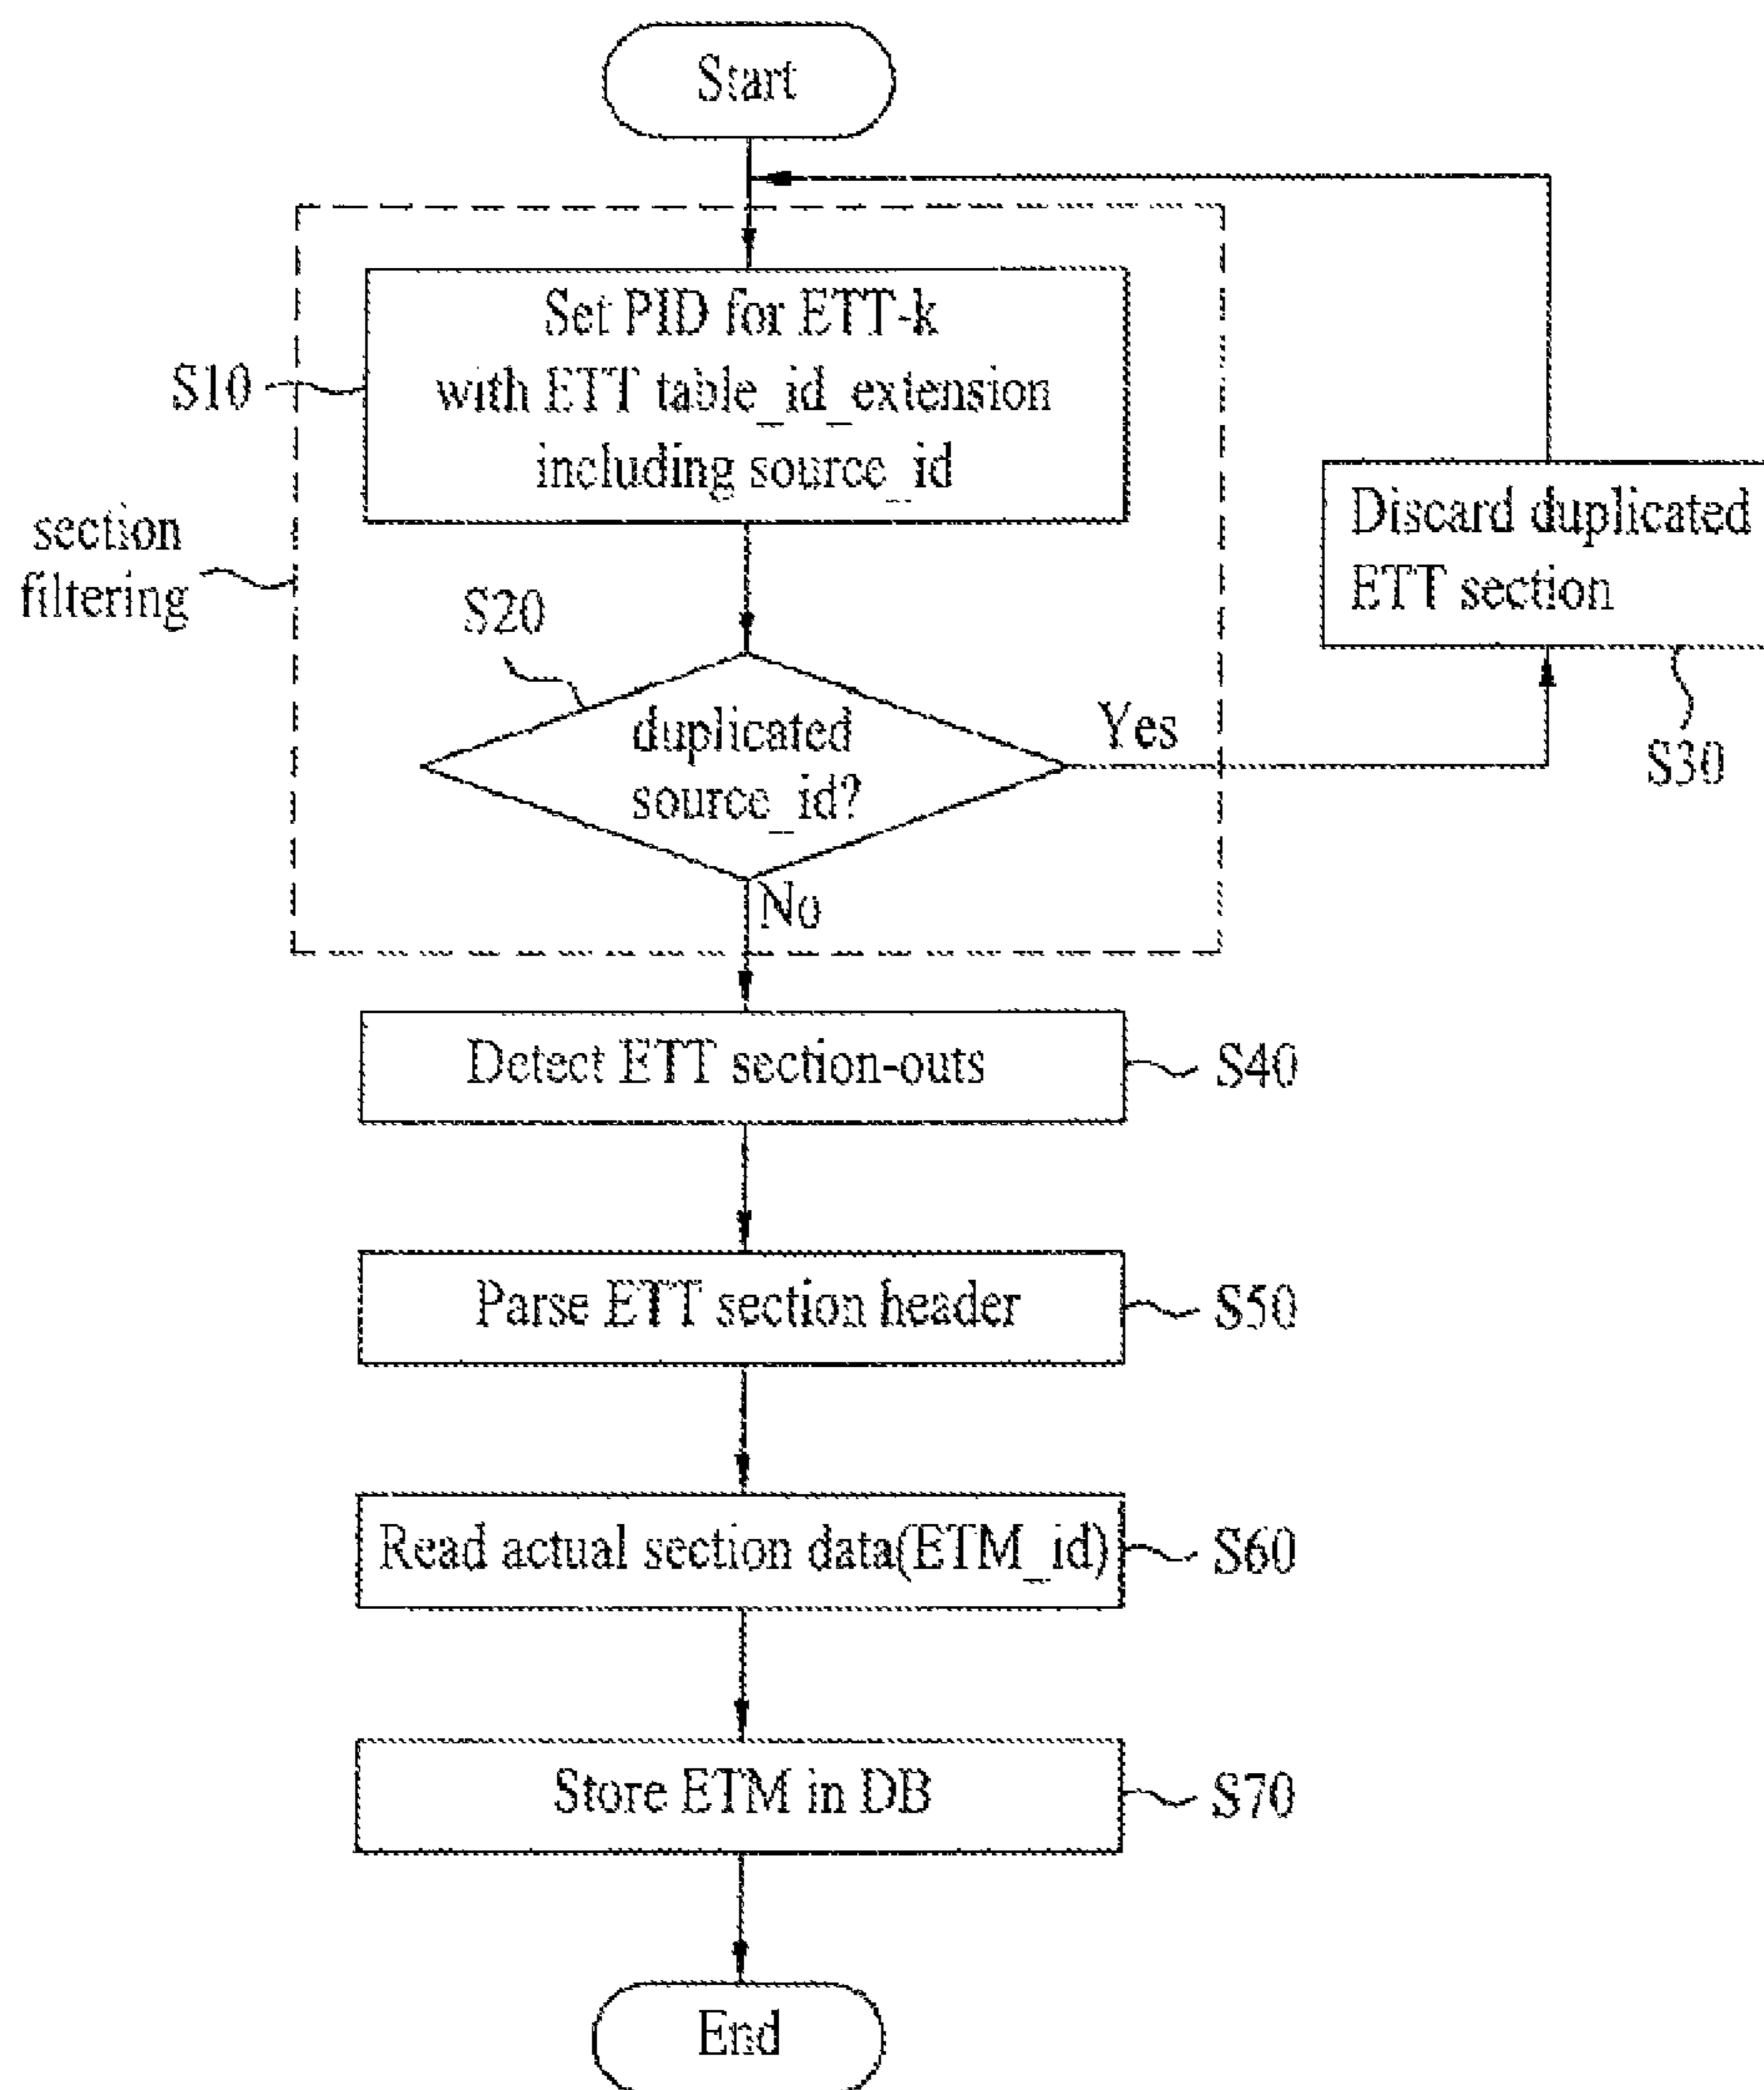 Start
Set PID for ETT-k
S10
with ETT table_id_extension
including source_id
section
filtering
Discard duplicated
ETT section
S20
duplicated
source_id?
Yes
S30
No
Detect ETT section-outs
S40
Parse ETT section header
S50
Read actual section data(ETM_id)
S60
Store ETM in DB
S70
End